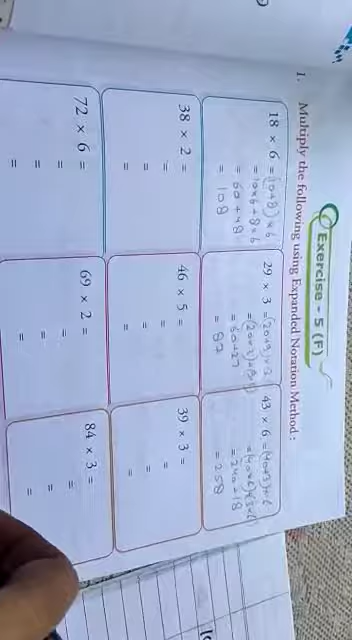 Exercise - 5 (F)
1. Multiply the following using Expanded Notation Method :
18 × 6 = (10+8) × 6
= 10×6 + 8×6
= 60 + 48
= 108
29 × 3 = (20+9)×3
= 60+27
= 87
43 × 6 = (40+3)×6
= 240+18
= 258
38 × 2 =
=
=
=
46 × 5 =
=
=
=
39 × 3 =
=
=
=
72 × 6 =
=
=
=
69 × 2 =
=
=
=
84 × 3 =
=
=
=